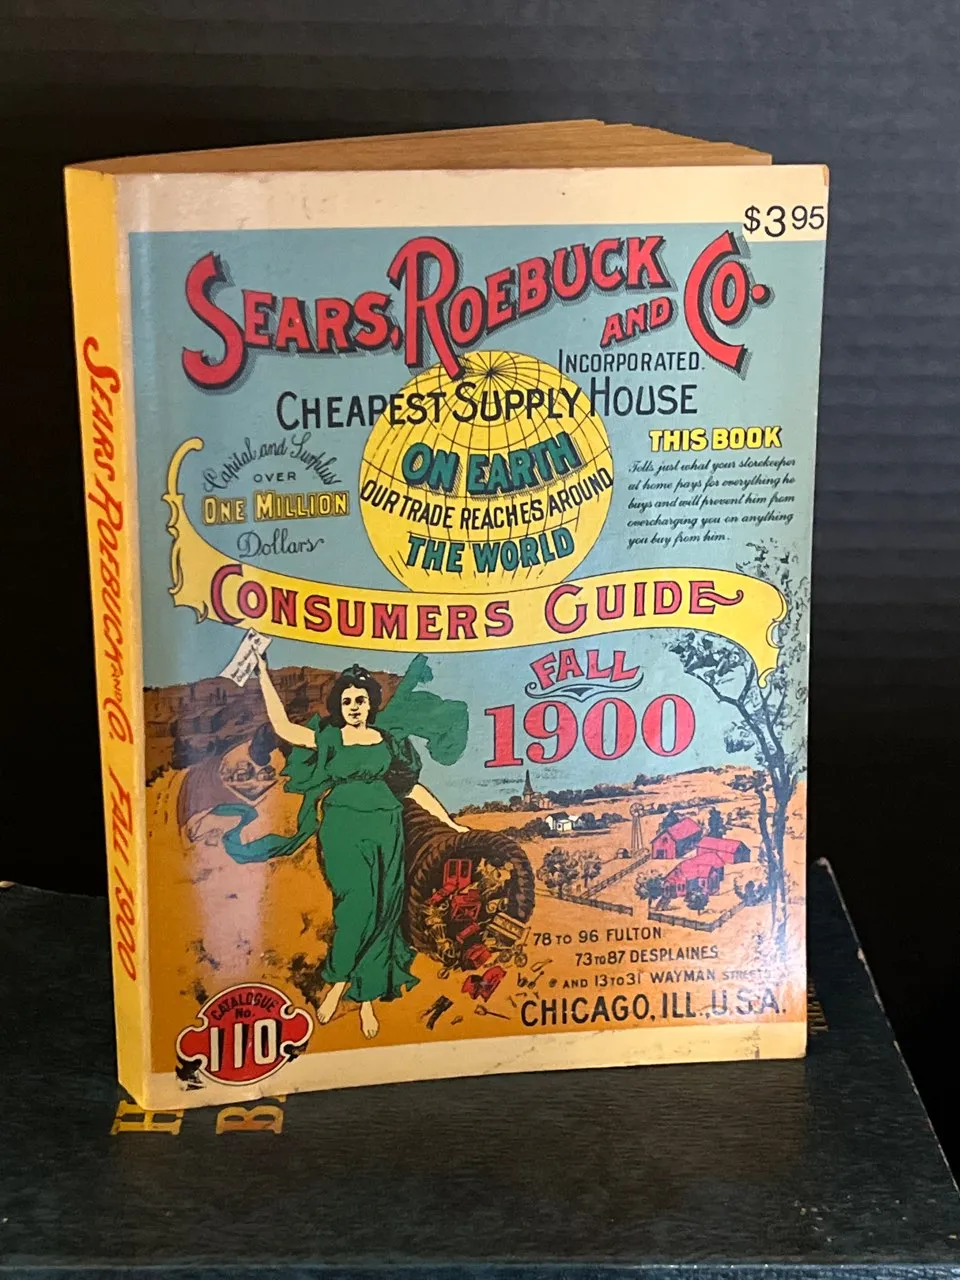 $3.95
SEARS, ROEBUCK AND CO.
INCORPORATED.
CHEAPEST SUPPLY HOUSE
ON EARTH
OUR TRADE REACHES AROUND
THE WORLD
Capital and Surplus
OVER
ONE MILLION
Dollars
THIS BOOK
Tells just what your storekeeper
at home pays for everything he
buys and will prevent him from
overcharging you on anything
you buy from him.
CONSUMERS GUIDE
FALL
1900
78 TO 96 FULTON
73 TO 87 DESPLAINES
AND 13 TO 31 WAYMAN STREETS
CHICAGO, ILL., U.S.A.
CATALOGUE
No.
110
SEARS ROEBUCK AND CO. FALL 1900